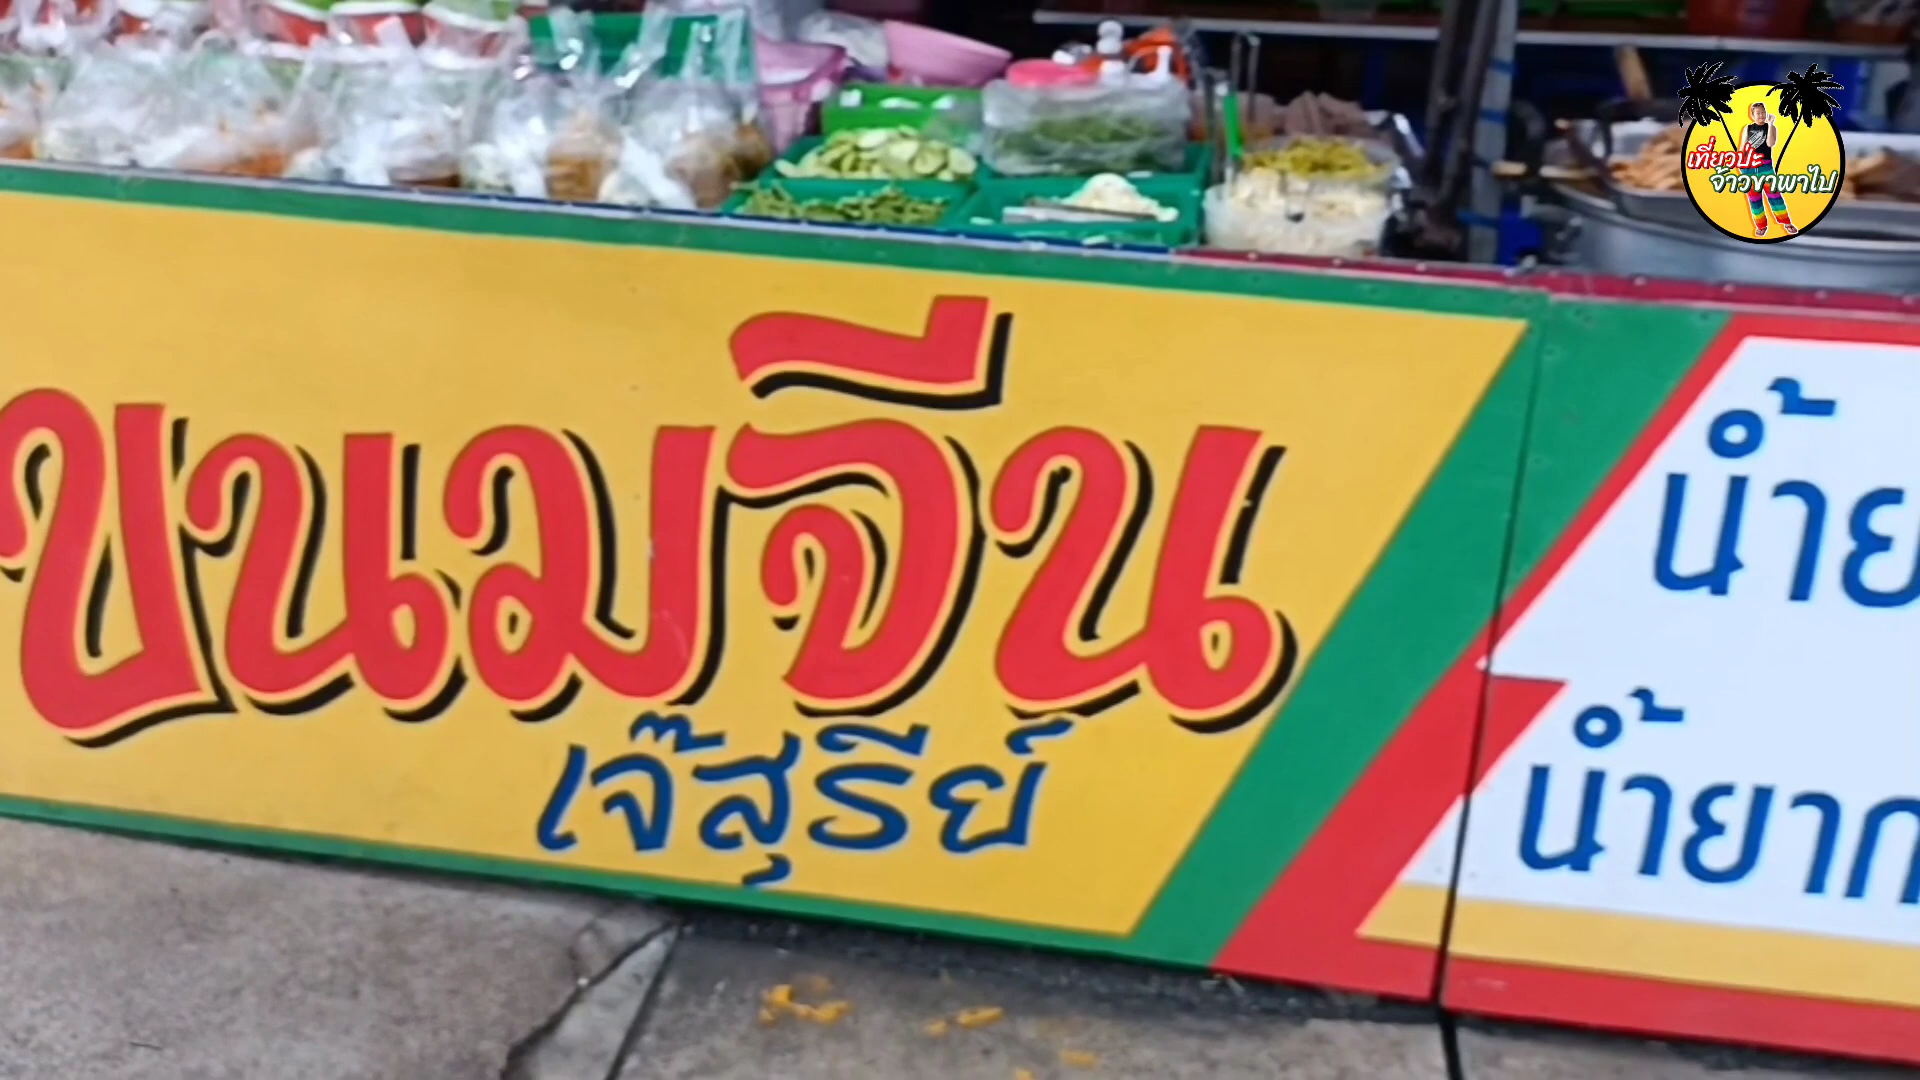 เที่ยวป่ะ
จ้าวขาพาไป
ขนมจีน
เจ๊สุรีย์
น้ำย
น้ำยาก